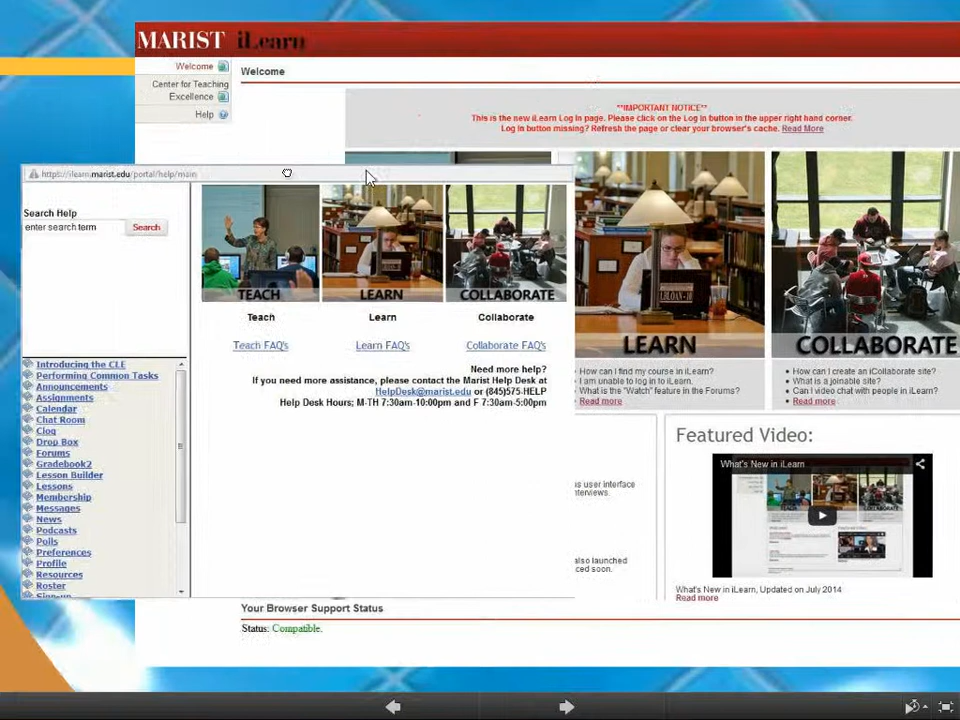 MARIST iLearn
Welcome
Center for Teaching
Excellence
Help
Welcome
**IMPORTANT NOTICE**
This is the new iLearn Log In page. Please click on the Log In button in the upper right hand corner.
Log In button missing? Refresh the page or clear your browser's cache. Read More
https://ilearn.marist.edu/portal/help/main
Search Help
enter search term
Search
TEACH
LEARN
COLLABORATE
Teach
Learn
Collaborate
Teach FAQ's
Learn FAQ's
Collaborate FAQ's
Need more help?
If you need more assistance, please contact the Marist Help Desk at
HelpDesk@marist.edu or (845)575-HELP
Help Desk Hours; M-TH 7:30am-10:00pm and F 7:30am-5:00pm
Introducing the CLE
Performing Common Tasks
Announcements
Assignments
Calendar
Chat Room
Clog
Drop Box
Forums
Gradebook2
Lesson Builder
Lessons
Membership
Messages
News
Podcasts
Polls
Preferences
Profile
Resources
Roster
Sign-up
LEARN
COLLABORATE
How can I find my course in iLearn?
I am unable to log in to iLearn.
What is the "Watch" feature in the Forums?
Read more
How can I create an iCollaborate site?
What is a joinable site?
Can I video chat with people in iLearn?
Read more
us user interface
nterviews.
also launched
ced soon.
Featured Video:
What's New in iLearn
What's New in iLearn, Updated on July 2014
Read more
Your Browser Support Status
Status: Compatible.